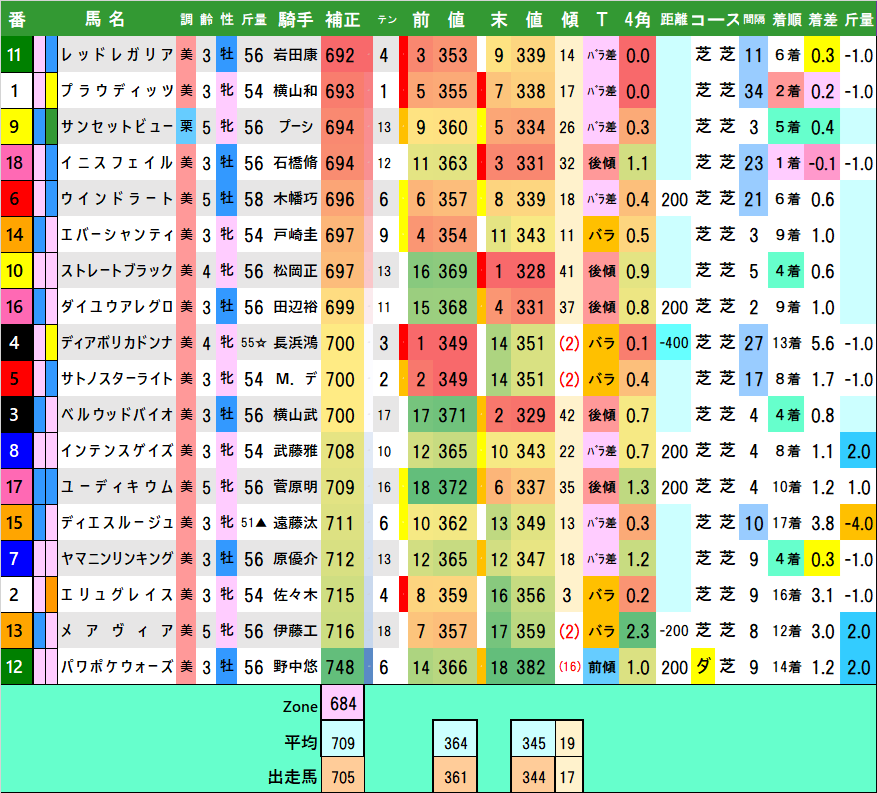 番 馬名 調 齢 性 斤量 騎手 補正 テン 前 値 末 値 傾 T 4角 距離 コース 間隔 着順 着差 斤量
11 レッドレガリア 美 3 牡 56 岩田康 692 4 3 353 9 339 14 ﾊﾞﾗ差 0.0 芝 芝 11 6着 0.3 -1.0
1 プラウディッツ 美 3 牝 54 横山和 693 1 5 355 7 338 17 ﾊﾞﾗ差 0.0 芝 芝 34 2着 0.2 -1.0
9 サンセットビュー 栗 5 牝 56 プーシ 694 13 9 360 5 334 26 ﾊﾞﾗ差 0.3 芝 芝 3 5着 0.4
18 イニスフェイル 美 3 牡 56 石橋脩 694 12 11 363 3 331 32 後傾 1.1 芝 芝 23 1着 -0.1 -1.0
6 ウインドラート 美 5 牡 58 木幡巧 696 6 6 357 8 339 18 ﾊﾞﾗ差 0.4 200 芝 芝 21 6着 0.6
14 エバーシャンティ 美 3 牝 54 戸崎圭 697 9 4 354 11 343 11 バラ 0.5 芝 芝 3 9着 1.0
10 ストレートブラック 美 4 牝 56 松岡正 697 13 16 369 1 328 41 後傾 0.9 芝 芝 5 4着 0.6
16 ダイユウアレグロ 美 3 牡 56 田辺裕 699 11 15 368 4 331 37 後傾 0.8 200 芝 芝 2 9着 1.0
4 ディアボリカドンナ 美 4 牝 55☆ 長浜鴻 700 3 1 349 14 351 (2) バラ 0.1 -400 芝 芝 27 13着 5.6 -1.0
5 サトノスターライト 美 3 牝 54 M．デ 700 2 2 349 14 351 (2) バラ 0.4 芝 芝 17 8着 1.7 -1.0
3 ベルウッドバイオ 美 3 牡 56 横山武 700 17 17 371 2 329 42 後傾 0.7 芝 芝 4 4着 0.8
8 インテンスゲイズ 美 3 牝 54 武藤雅 708 10 12 365 10 343 22 ﾊﾞﾗ差 0.7 200 芝 芝 4 8着 1.1 2.0
17 ユーディキウム 美 5 牝 56 菅原明 709 16 18 372 6 337 35 後傾 1.3 200 芝 芝 4 10着 1.2 1.0
15 ディエスルージュ 美 3 牝 51▲ 遠藤汰 711 6 10 362 13 349 13 ﾊﾞﾗ差 0.3 芝 芝 10 17着 3.8 -4.0
7 ヤマニンリンキング 美 3 牡 56 原優介 712 13 12 365 12 347 18 ﾊﾞﾗ差 1.2 芝 芝 9 4着 0.3 -1.0
2 エリュグレイス 美 3 牝 54 佐々木 715 4 8 359 16 356 3 バラ 0.2 芝 芝 9 16着 3.1 -1.0
13 メアヴィア 美 5 牝 56 伊藤工 716 18 7 357 17 359 (2) バラ 2.3 -200 芝 芝 8 12着 3.0 2.0
12 パワポケウォーズ 美 3 牡 56 野中悠 748 6 14 366 18 382 (16) 前傾 1.0 200 ダ 芝 9 14着 1.2 2.0
Zone 684
平均 709 364 345 19
出走馬 705 361 344 17